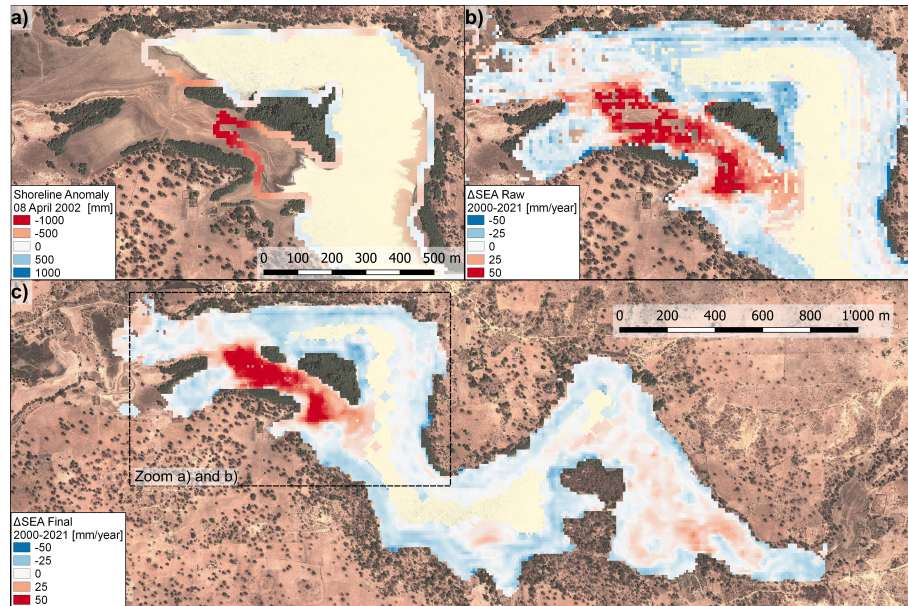 a)
Shoreline Anomaly
08 April 2002 [mm]
-1000
-500
0
500
1000
0 100 200 300 400 500 m
b)
ΔSEA Raw
2000-2021 [mm/year]
-50
-25
0
25
50
c)
0 200 400 600 800 1'000 m
Zoom a) and b)
ΔSEA Final
2000-2021 [mm/year]
-50
-25
0
25
50